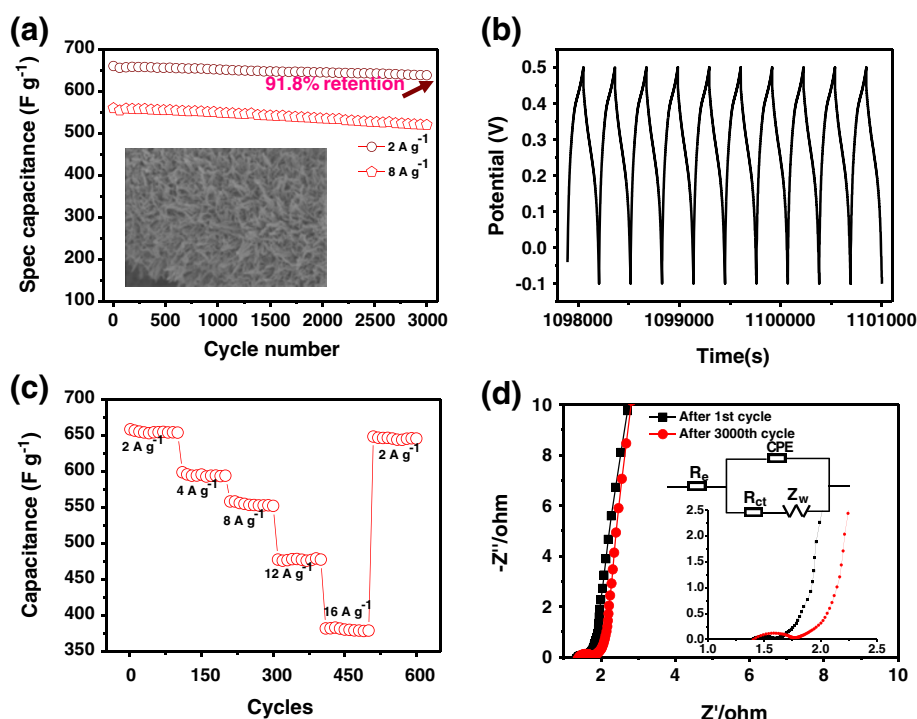 (a)
700
600
500
400
300
200
100
Spec capacitance (F g-1)
91.8% retention
2 A g-1
8 A g-1
0 500 1000 1500 2000 2500 3000
Cycle number
(b)
0.5
0.4
0.3
0.2
0.1
0.0
-0.1
Potential (V)
1098000 1099000 1100000 1101000
Time(s)
(c)
700
650
600
550
500
450
400
350
Capacitance (F g-1)
2 A g-1
4 A g-1
8 A g-1
12 A g-1
16 A g-1
2 A g-1
0 150 300 450 600
Cycles
(d)
10
8
6
4
2
0
-Z''/ohm
After 1st cycle
After 3000th cycle
CPE
Re
Rct
Zw
2.5
2.0
1.5
1.0
0.5
0.0
1.0 1.5 2.0 2.5
2 4 6 8 10
Z'/ohm